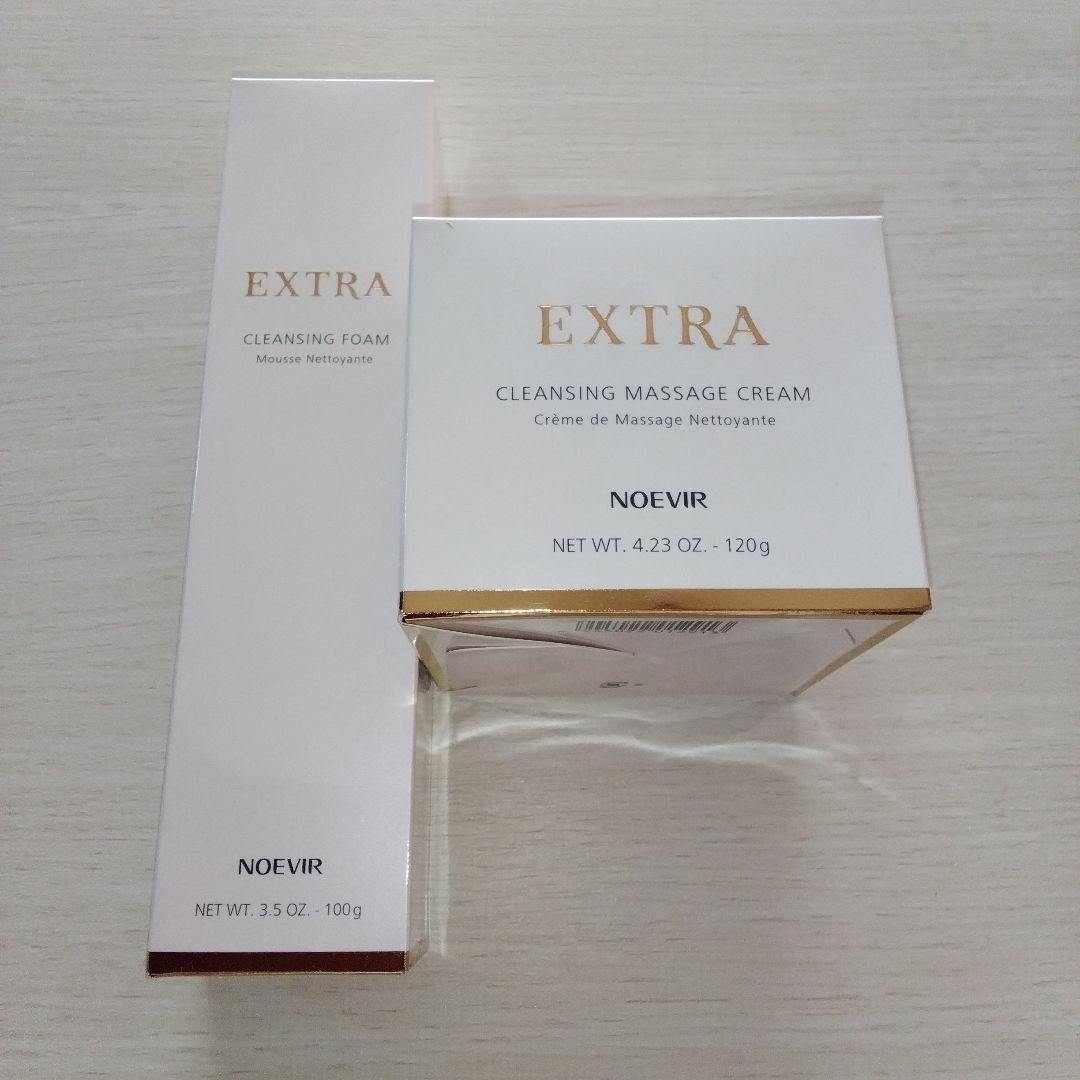 EXTRA
CLEANSING FOAM
Mousse Nettoyante
NOEVIR
NET WT. 3.5 OZ. - 100g
EXTRA
CLEANSING MASSAGE CREAM
Crème de Massage Nettoyante
NOEVIR
NET WT. 4.23 OZ. - 120g